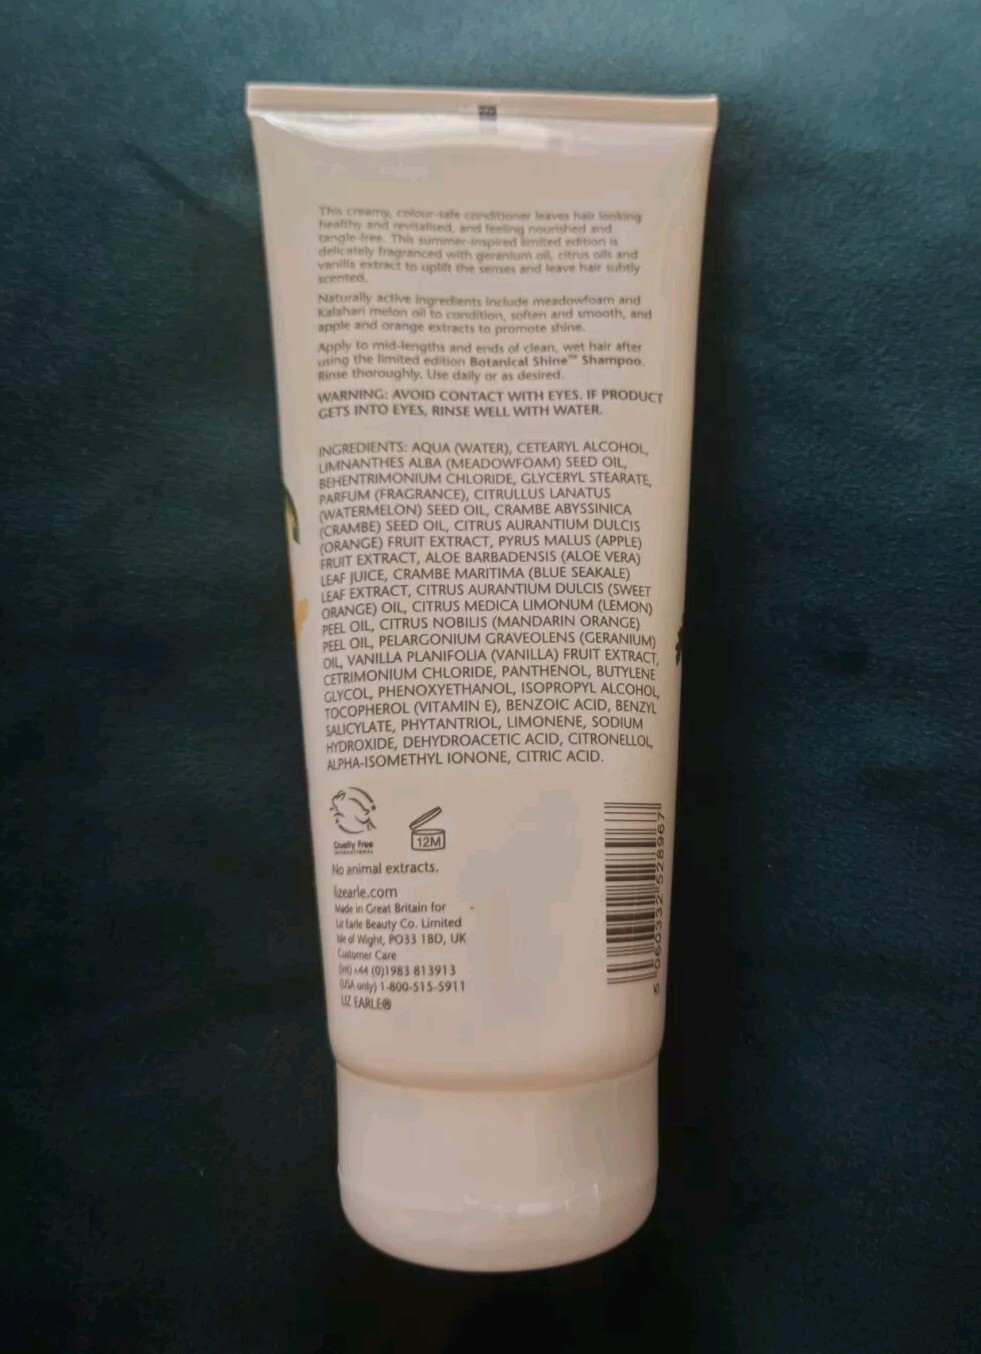 This creamy, colour-safe conditioner leaves hair looking
healthy and revitalised, and feeling nourished and
tangle-free. This summer-inspired limited edition is
delicately fragranced with geranium oil, citrus oils and
vanilla extract to uplift the senses and leave hair subtly
scented.
Naturally active ingredients include meadowfoam and
Kalahari melon oil to condition, soften and smooth, and
apple and orange extracts to promote shine.
Apply to mid-lengths and ends of clean, wet hair after
using the limited edition Botanical Shine™ Shampoo.
Rinse thoroughly. Use daily or as desired.
WARNING: AVOID CONTACT WITH EYES. IF PRODUCT
GETS INTO EYES, RINSE WELL WITH WATER.
INGREDIENTS: AQUA (WATER), CETEARYL ALCOHOL,
LIMNANTHES ALBA (MEADOWFOAM) SEED OIL,
BEHENTRIMONIUM CHLORIDE, GLYCERYL STEARATE,
PARFUM (FRAGRANCE), CITRULLUS LANATUS
(WATERMELON) SEED OIL, CRAMBE ABYSSINICA
(CRAMBE) SEED OIL, CITRUS AURANTIUM DULCIS
(ORANGE) FRUIT EXTRACT, PYRUS MALUS (APPLE)
FRUIT EXTRACT, ALOE BARBADENSIS (ALOE VERA)
LEAF JUICE, CRAMBE MARITIMA (BLUE SEAKALE)
LEAF EXTRACT, CITRUS AURANTIUM DULCIS (SWEET
ORANGE) OIL, CITRUS MEDICA LIMONUM (LEMON)
PEEL OIL, CITRUS NOBILIS (MANDARIN ORANGE)
PEEL OIL, PELARGONIUM GRAVEOLENS (GERANIUM)
OIL, VANILLA PLANIFOLIA (VANILLA) FRUIT EXTRACT,
CETRIMONIUM CHLORIDE, PANTHENOL, BUTYLENE
GLYCOL, PHENOXYETHANOL, ISOPROPYL ALCOHOL,
TOCOPHEROL (VITAMIN E), BENZOIC ACID, BENZYL
SALICYLATE, PHYTANTRIOL, LIMONENE, SODIUM
HYDROXIDE, DEHYDROACETIC ACID, CITRONELLOL,
ALPHA-ISOMETHYL IONONE, CITRIC ACID.
Cruelty Free
INTERNATIONAL
12M
No animal extracts.
lizearle.com
Made in Great Britain for
Liz Earle Beauty Co. Limited
Isle of Wight, PO33 1BD, UK
Customer Care
(Int) +44 (0)1983 813913
(USA only) 1-800-515-5911
LIZ EARLE®
5 060332 528967